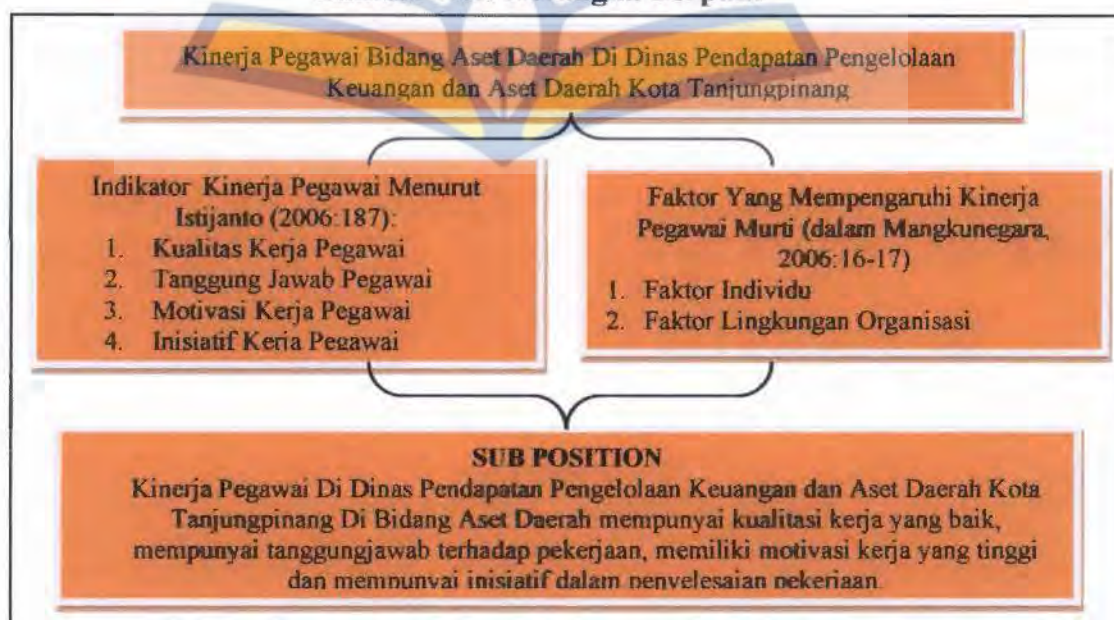 Kinerja Pegawai Bidang Aset Daerah Di Dinas Pendapatan Pengelolaan
Keuangan dan Aset Daerah Kota Tanjungpinang
Indikator Kinerja Pegawai Menurut
Istijanto (2006:187):
1. Kualitas Kerja Pegawai
2. Tanggung Jawab Pegawai
3. Motivasi Kerja Pegawai
4. Inisiatif Kerja Pegawai
Faktor Yang Mempengaruhi Kinerja
Pegawai Murti (dalam Mangkunegara,
2006:16-17)
1. Faktor Individu
2. Faktor Lingkungan Organisasi
SUB POSITION
Kinerja Pegawai Di Dinas Pendapatan Pengelolaan Keuangan dan Aset Daerah Kota
Tanjungpinang Di Bidang Aset Daerah mempunyai kualitasi kerja yang baik,
mempunyai tanggungjawab terhadap pekerjaan, memiliki motivasi kerja yang tinggi
dan mempunyai inisiatif dalam penyelesaian pekerjaan.